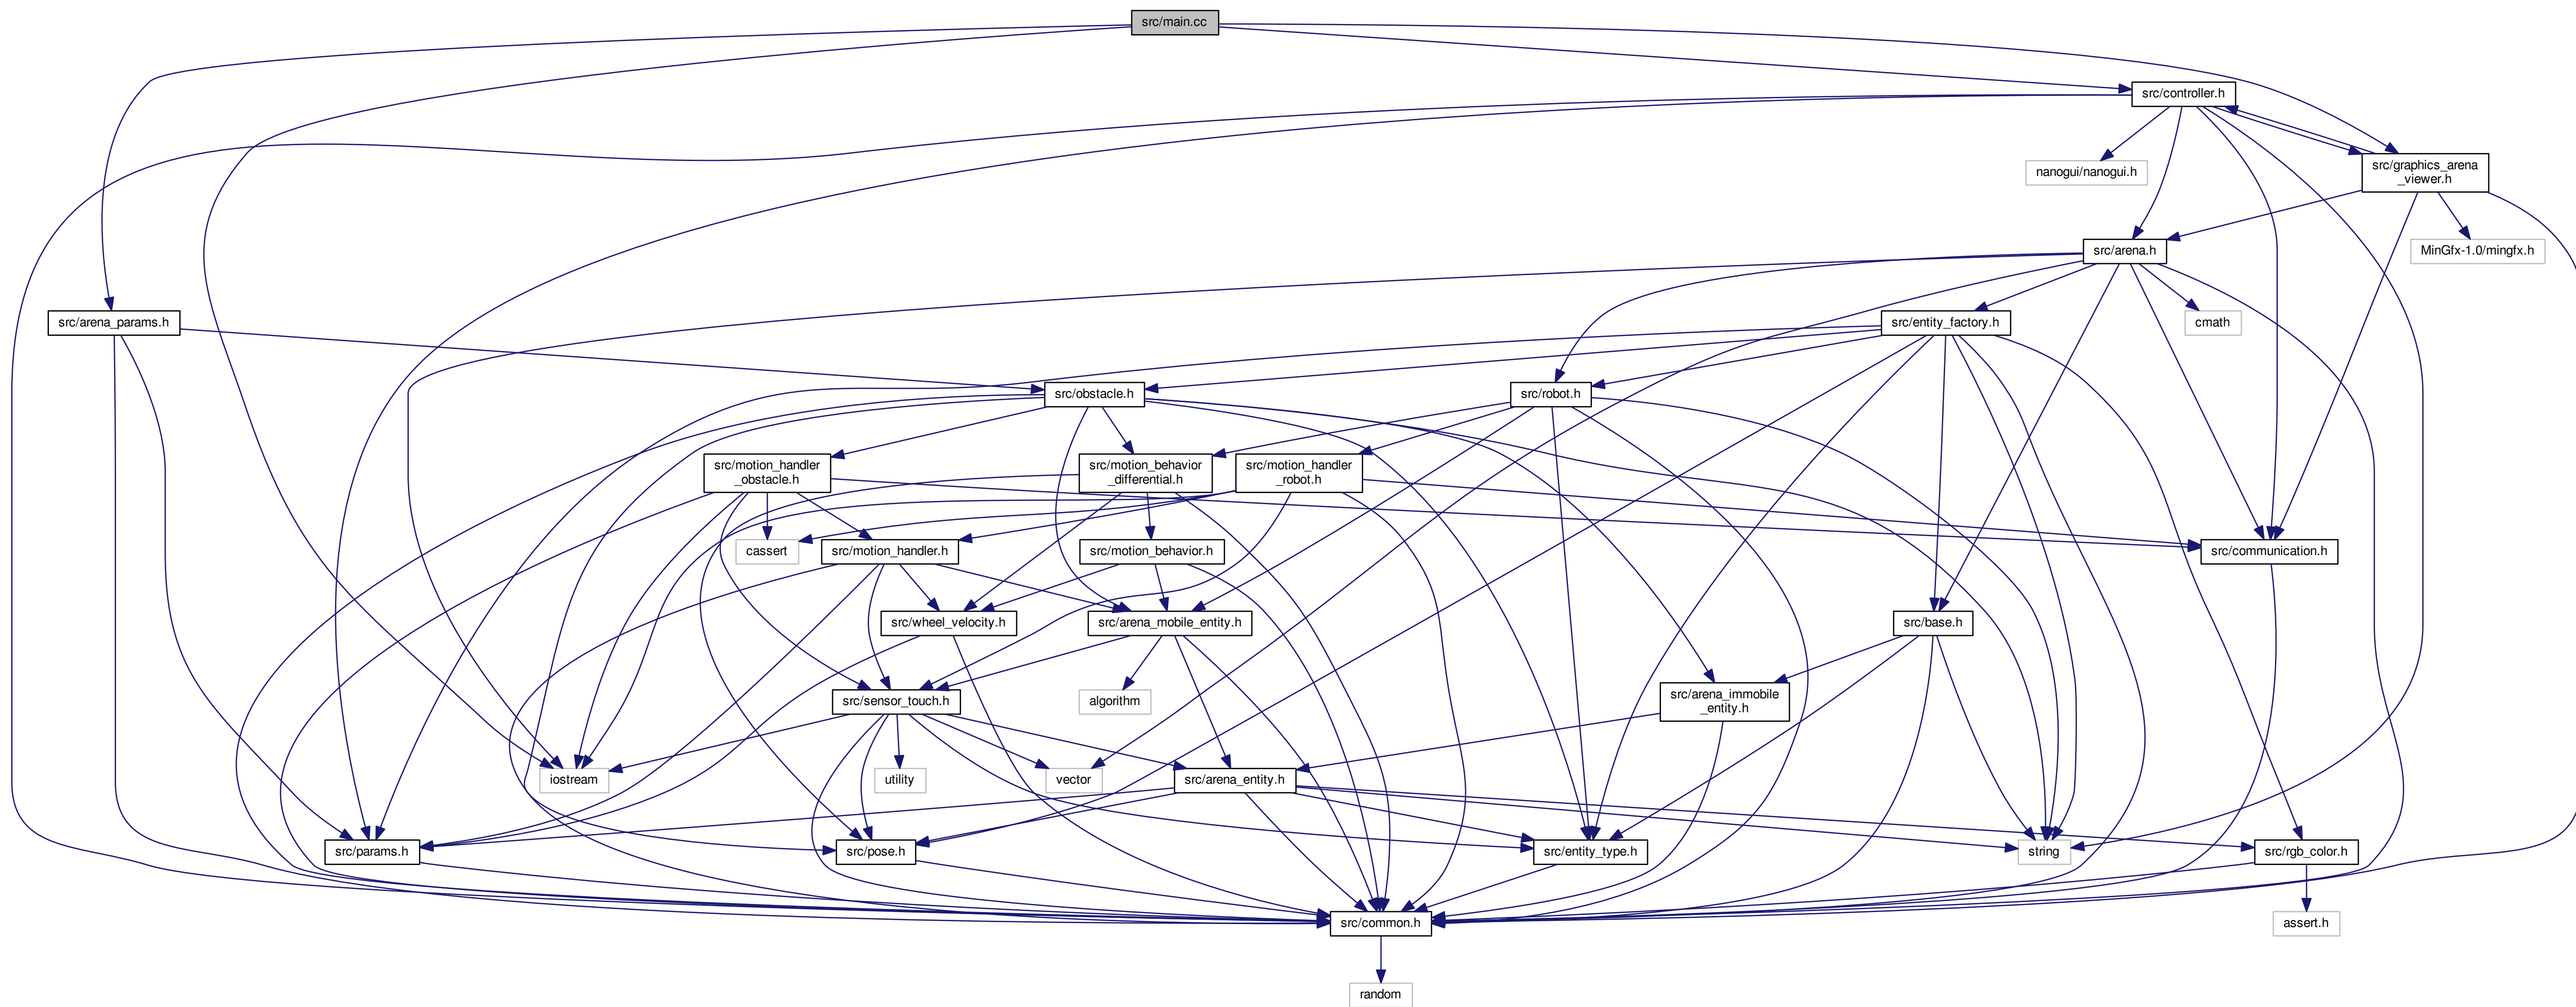 src/main.cc
src/controller.h
nanogui/nanogui.h
src/graphics_arena
_viewer.h
src/arena.h
MinGfx-1.0/mingfx.h
src/arena_params.h
src/entity_factory.h
cmath
src/obstacle.h
src/robot.h
src/motion_handler
_obstacle.h
src/motion_behavior
_differential.h
src/motion_handler
_robot.h
cassert
src/motion_handler.h
src/motion_behavior.h
src/communication.h
src/wheel_velocity.h
src/arena_mobile_entity.h
src/base.h
src/sensor_touch.h
algorithm
src/arena_immobile
_entity.h
iostream
utility
vector
src/arena_entity.h
src/params.h
src/pose.h
src/entity_type.h
string
src/rgb_color.h
src/common.h
assert.h
random